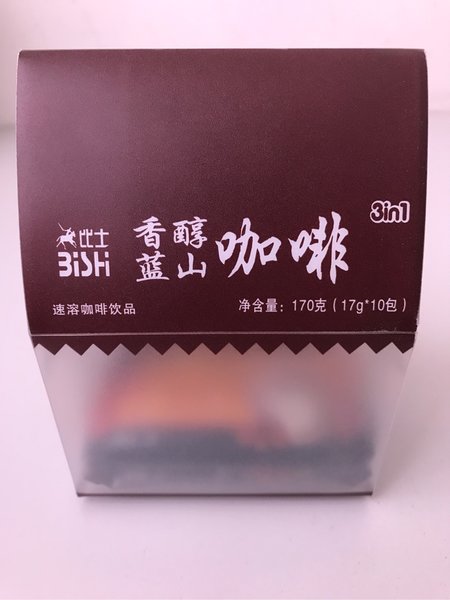 3in1
比士
BiSH
香醇
蓝山
咖啡
速溶咖啡饮品
净含量：170克（17g*10包）